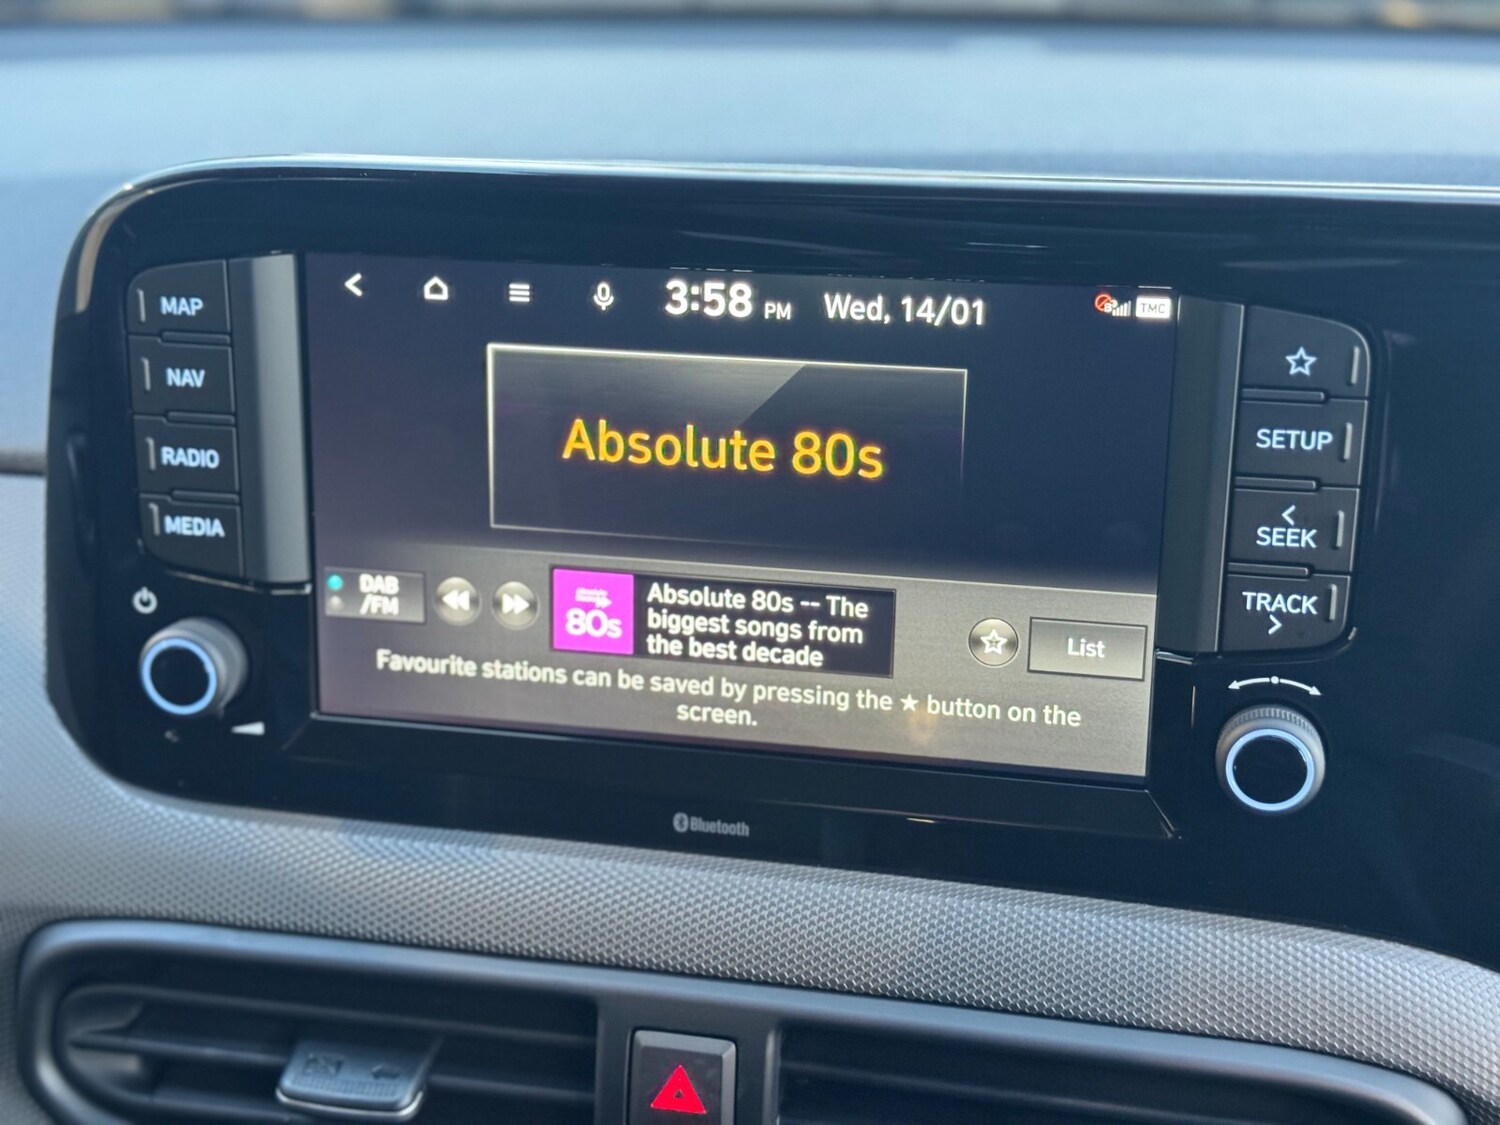 3:58 PM Wed, 14/01
TMC
MAP
NAV
RADIO
MEDIA
Absolute 80s
DAB
/FM
80s
Absolute 80s -- The
biggest songs from
the best decade
List
Favourite stations can be saved by pressing the ★ button on the
screen.
SETUP
<
SEEK
TRACK
>
Bluetooth